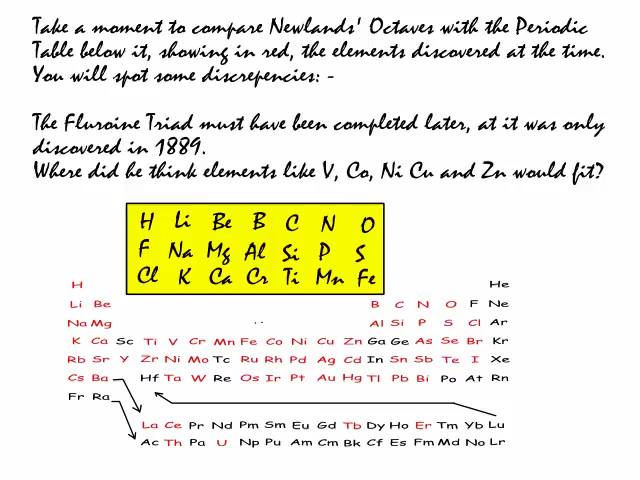 Take a moment to compare Newlands' Octaves with the Periodic
Table below it, showing in red, the elements discovered at the time.
You will spot some discrepencies: -
The Fluroine Triad must have been completed later, at it was only
discovered in 1889.
Where did he think elements like V, Co, Ni Cu and Zn would fit?
H Li Be B C N O
F Na Mg Al Si P S
Cl K Ca Cr Ti Mn Fe
H He
Li Be B C N O F Ne
Na Mg Al Si P S Cl Ar
K Ca Sc Ti V Cr Mn Fe Co Ni Cu Zn Ga Ge As Se Br Kr
Rb Sr Y Zr Ni Mo Tc Ru Rh Pd Ag Cd In Sn Sb Te I Xe
Cs Ba Hf Ta W Re Os Ir Pt Au Hg Tl Pb Bi Po At Rn
Fr Ra
La Ce Pr Nd Pm Sm Eu Gd Tb Dy Ho Er Tm Yb Lu
Ac Th Pa U Np Pu Am Cm Bk Cf Es Fm Md No Lr